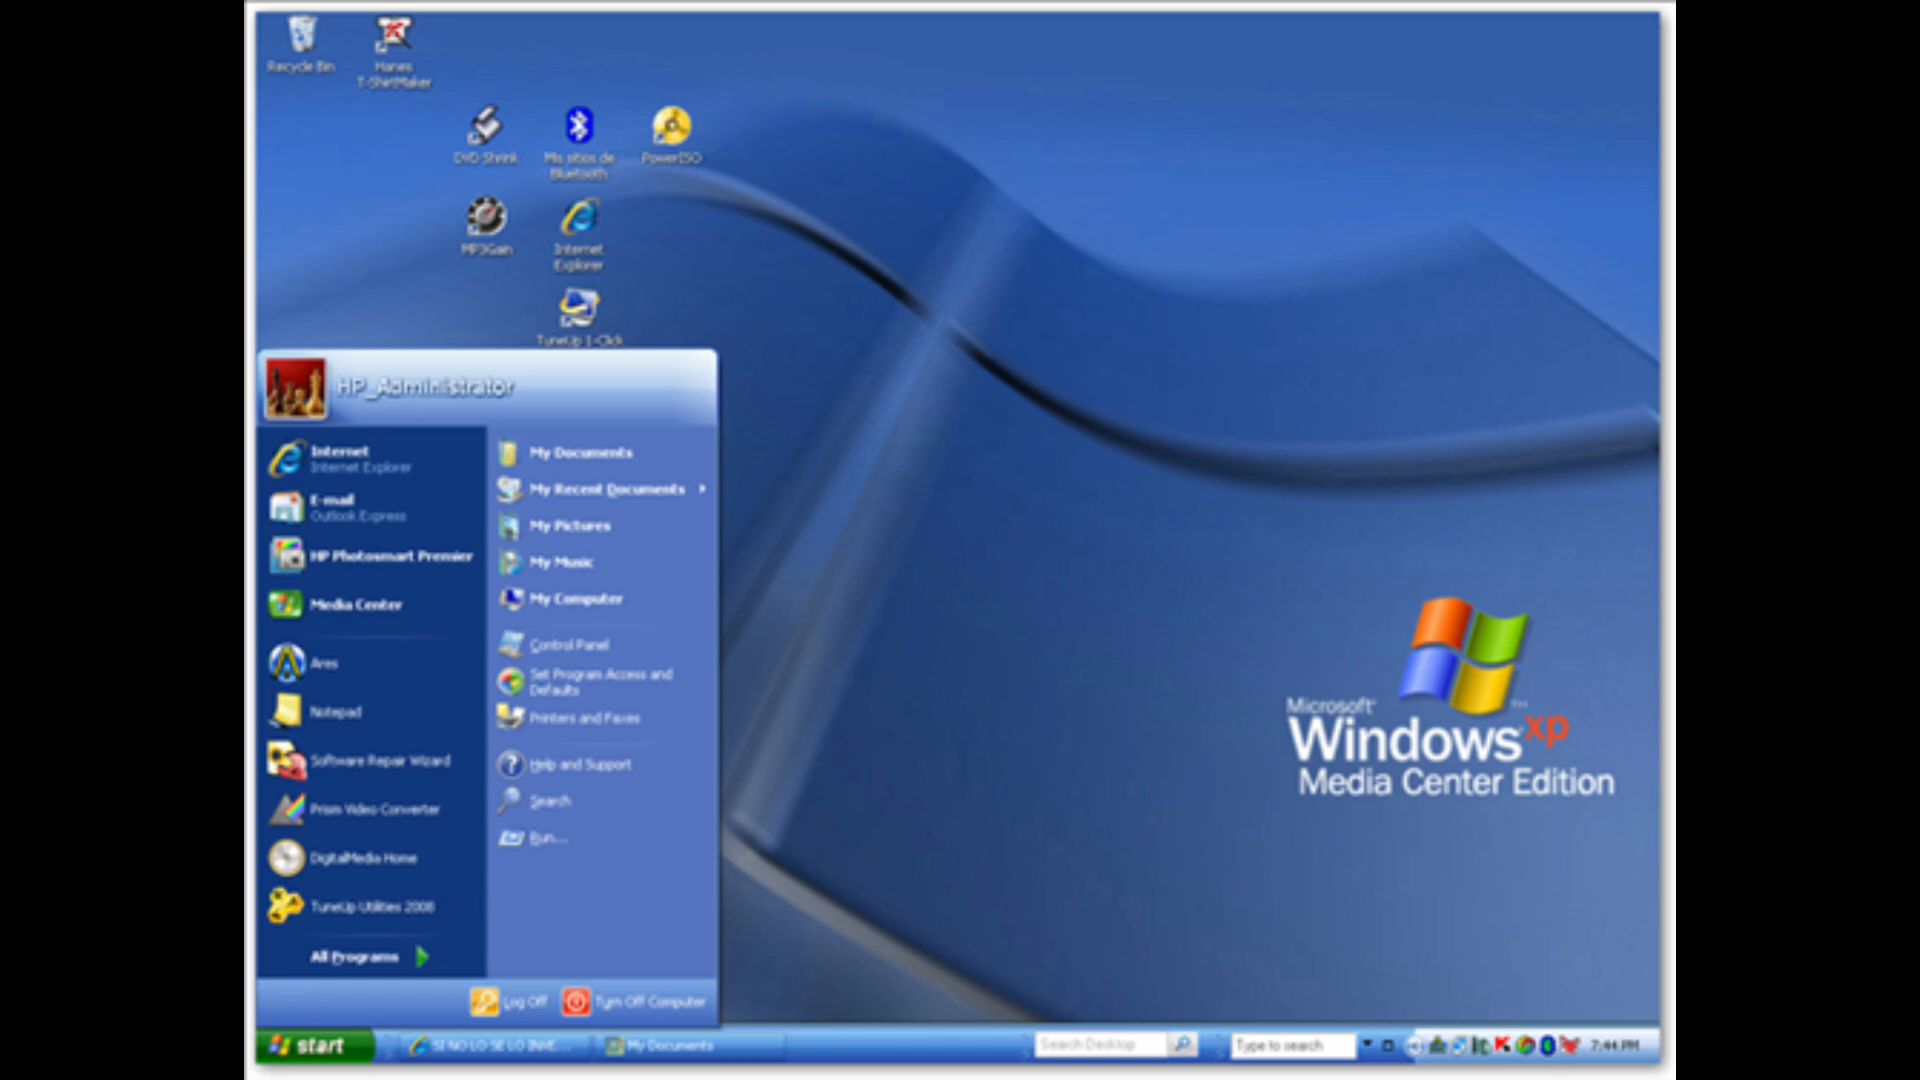 Recycle Bin
Hanes
T-ShirtMaker
DVD Shrink
Mis sitios de
Bluetooth
PowerISO
MP3Gain
Internet
Explorer
TuneUp 1-Click
HP_Administrator
Internet
Internet Explorer
E-mail
Outlook Express
HP Photosmart Premier
Media Center
Ares
Notepad
Software Repair Wizard
Prism Video Converter
DigitalMedia Home
TuneUp Utilities 2008
All Programs
My Documents
My Recent Documents
My Pictures
My Music
My Computer
Control Panel
Set Program Access and
Defaults
Printers and Faxes
Help and Support
Search
Run...
Log Off
Turn Off Computer
Microsoft
Windows xp
Media Center Edition
start
SI NO LO SE LO INVE...
My Documents
Search Desktop
Type to search
7:44 PM